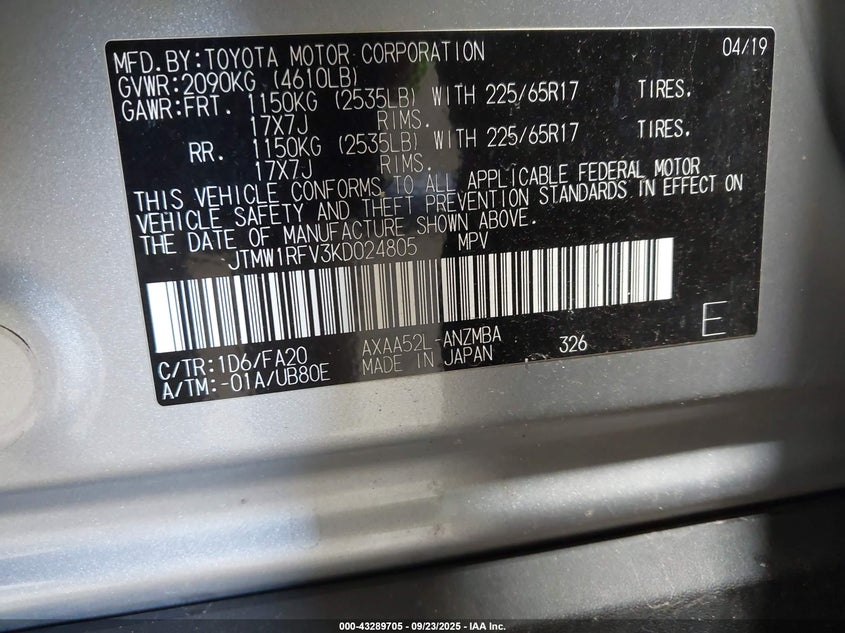 MFD.BY:TOYOTA MOTOR CORPORATION 04/19
GVWR:2090KG (4610LB)
GAWR:FRT. 1150KG (2535LB) WITH 225/65R17 TIRES.
17X7J RIMS.
RR. 1150KG (2535LB) WITH 225/65R17 TIRES.
17X7J RIMS.
THIS VEHICLE CONFORMS TO ALL APPLICABLE FEDERAL MOTOR
VEHICLE SAFETY AND THEFT PREVENTION STANDARDS IN EFFECT ON
THE DATE OF MANUFACTURE SHOWN ABOVE.
JTMW1RFV3KD024805 MPV
E
C/TR:1D6/FA20 AXAA52L-ANZMBA 326
A/TM:-01A/UB80E MADE IN JAPAN
000-43289705 - 09/23/2025 - IAA Inc.